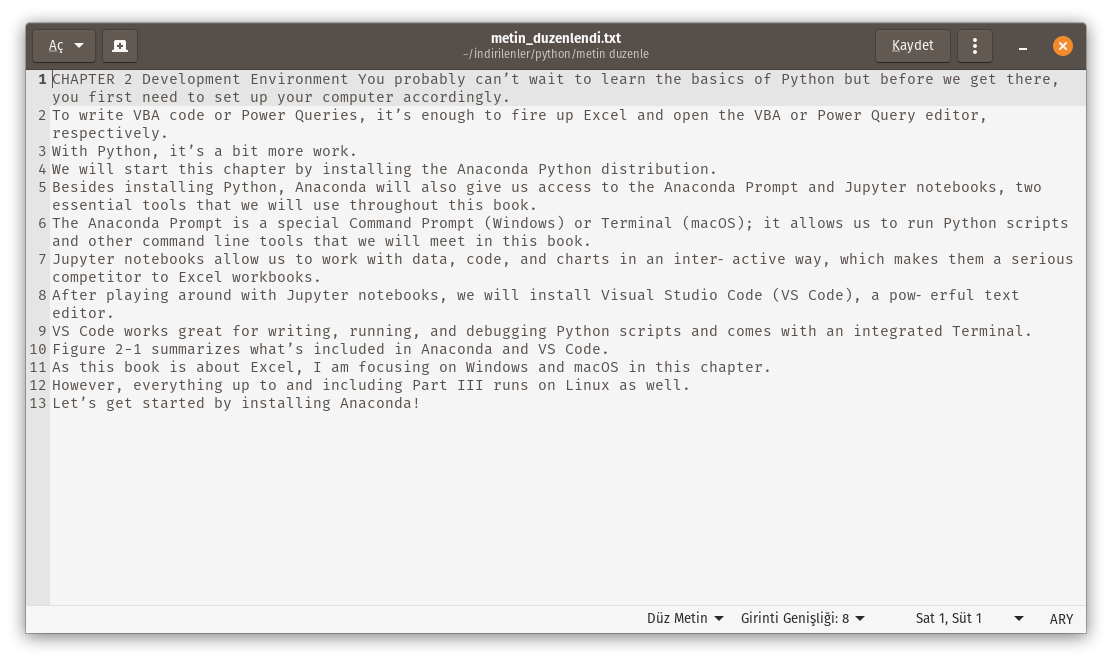 Aç
metin_duzenlendi.txt
~/İndirilenler/python/metin duzenle
Kaydet
1 CHAPTER 2 Development Environment You probably can’t wait to learn the basics of Python but before we get there,
you first need to set up your computer accordingly.
2 To write VBA code or Power Queries, it’s enough to fire up Excel and open the VBA or Power Query editor,
respectively.
3 With Python, it’s a bit more work.
4 We will start this chapter by installing the Anaconda Python distribution.
5 Besides installing Python, Anaconda will also give us access to the Anaconda Prompt and Jupyter notebooks, two
essential tools that we will use throughout this book.
6 The Anaconda Prompt is a special Command Prompt (Windows) or Terminal (macOS); it allows us to run Python scripts
and other command line tools that we will meet in this book.
7 Jupyter notebooks allow us to work with data, code, and charts in an inter‐ active way, which makes them a serious
competitor to Excel workbooks.
8 After playing around with Jupyter notebooks, we will install Visual Studio Code (VS Code), a pow‐ erful text
editor.
9 VS Code works great for writing, running, and debugging Python scripts and comes with an integrated Terminal.
10 Figure 2-1 summarizes what’s included in Anaconda and VS Code.
11 As this book is about Excel, I am focusing on Windows and macOS in this chapter.
12 However, everything up to and including Part III runs on Linux as well.
13 Let’s get started by installing Anaconda!
Düz Metin
Girinti Genişliği: 8
Sat 1, Süt 1
ARY